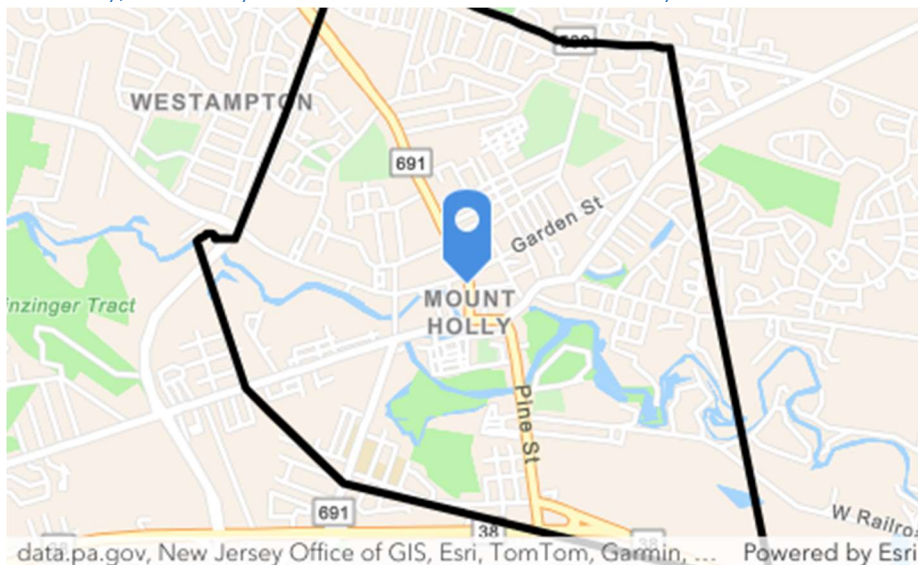 WESTAMPTON
691
Garden St
inzinger Tract
MOUNT
HOLLY
Pine St
691
38
W Railro
data.pa.gov, New Jersey Office of GIS, Esri, TomTom, Garmin, ... Powered by Esri